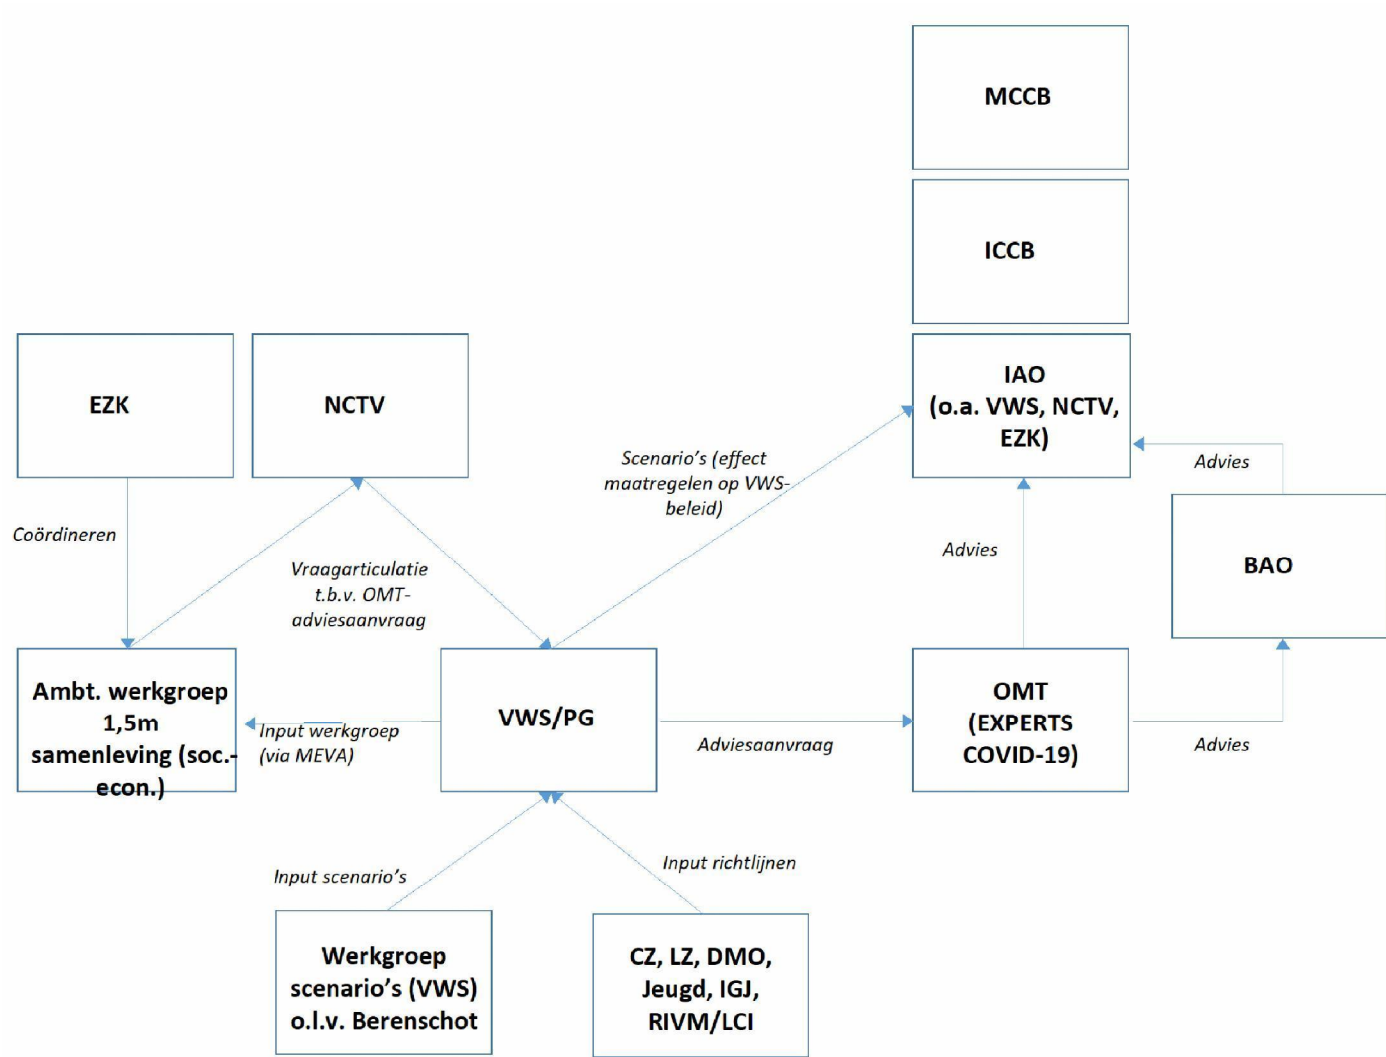 MCCB
ICCB
IAO
(o.a. VWS, NCTV,
EZK)
EZK
NCTV
Scenario's (effect
maatregelen op VWS-
beleid)
Advies
Coördineren
Vraagarticulatie
t.b.v. OMT-
adviesaanvraag
Advies
BAO
Ambt. werkgroep
1,5m
samenleving (soc.-
econ.)
Input werkgroep
(via MEVA)
VWS/PG
Adviesaanvraag
OMT
(EXPERTS
COVID-19)
Advies
Input scenario's
Input richtlijnen
Werkgroep
scenario's (VWS)
o.l.v. Berenschot
CZ, LZ, DMO,
Jeugd, IGJ,
RIVM/LCI